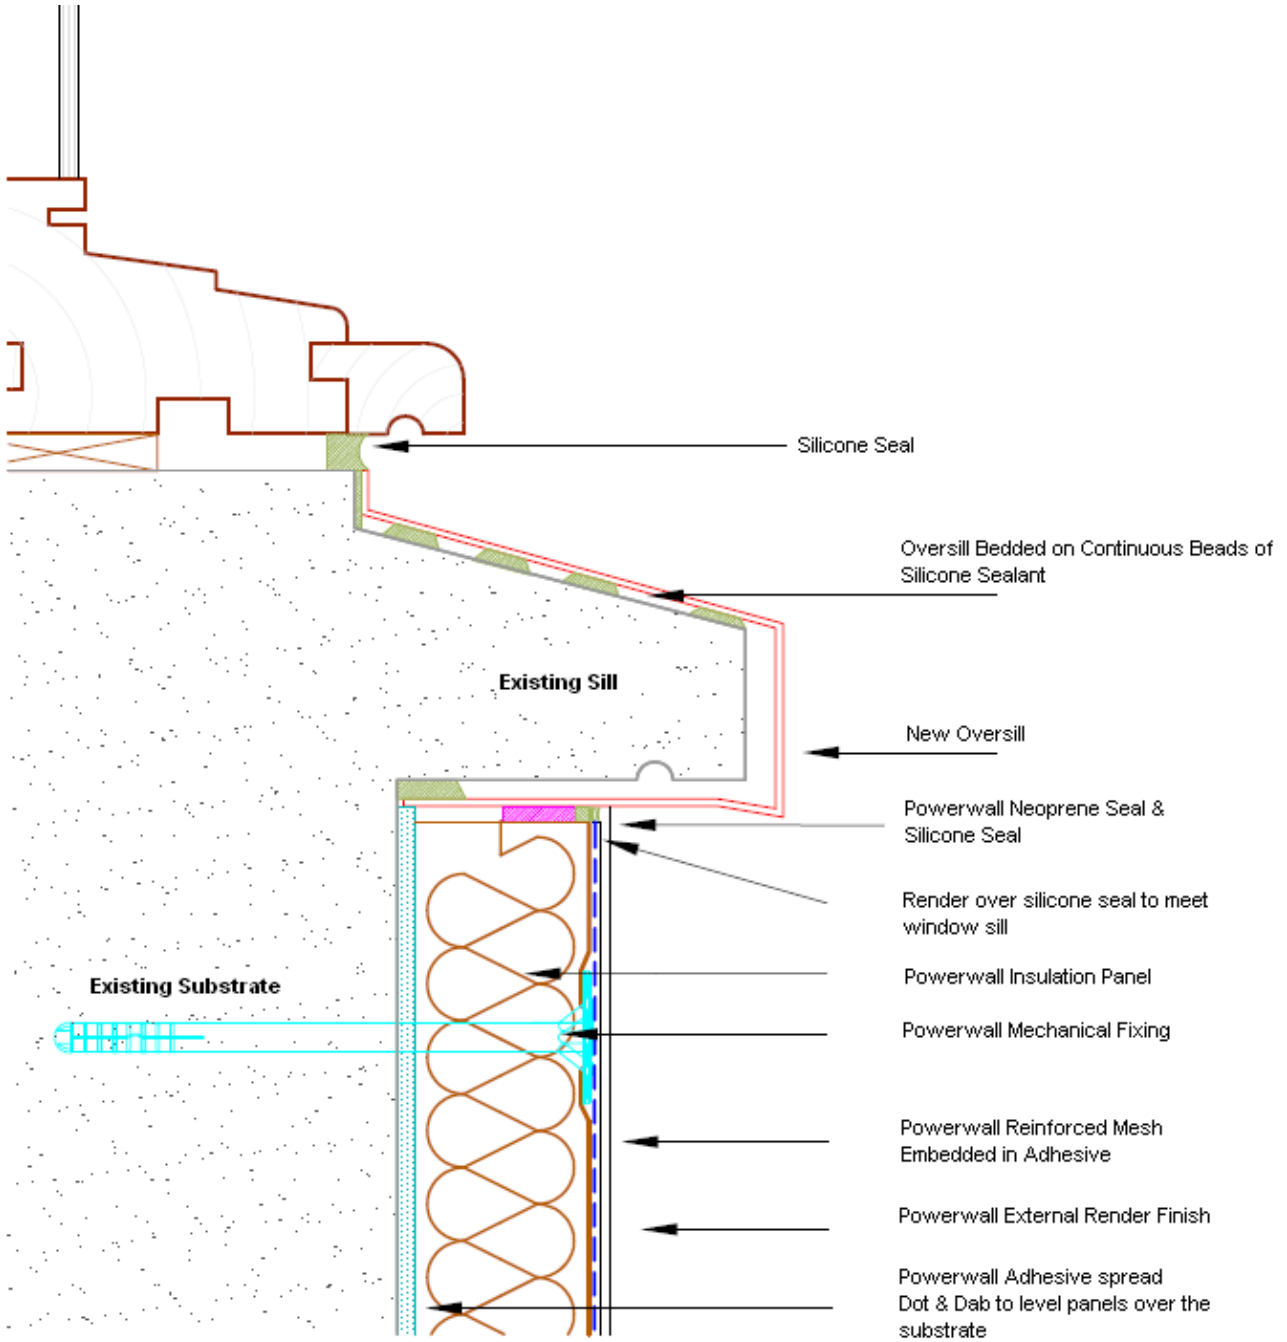 Silicone Seal
Oversill Bedded on Continuous Beads of
Silicone Sealant
Existing Sill
New Oversill
Powerwall Neoprene Seal &
Silicone Seal
Render over silicone seal to meet
window sill
Powerwall Insulation Panel
Existing Substrate
Powerwall Mechanical Fixing
Powerwall Reinforced Mesh
Embedded in Adhesive
Powerwall External Render Finish
Powerwall Adhesive spread
Dot & Dab to level panels over the
substrate